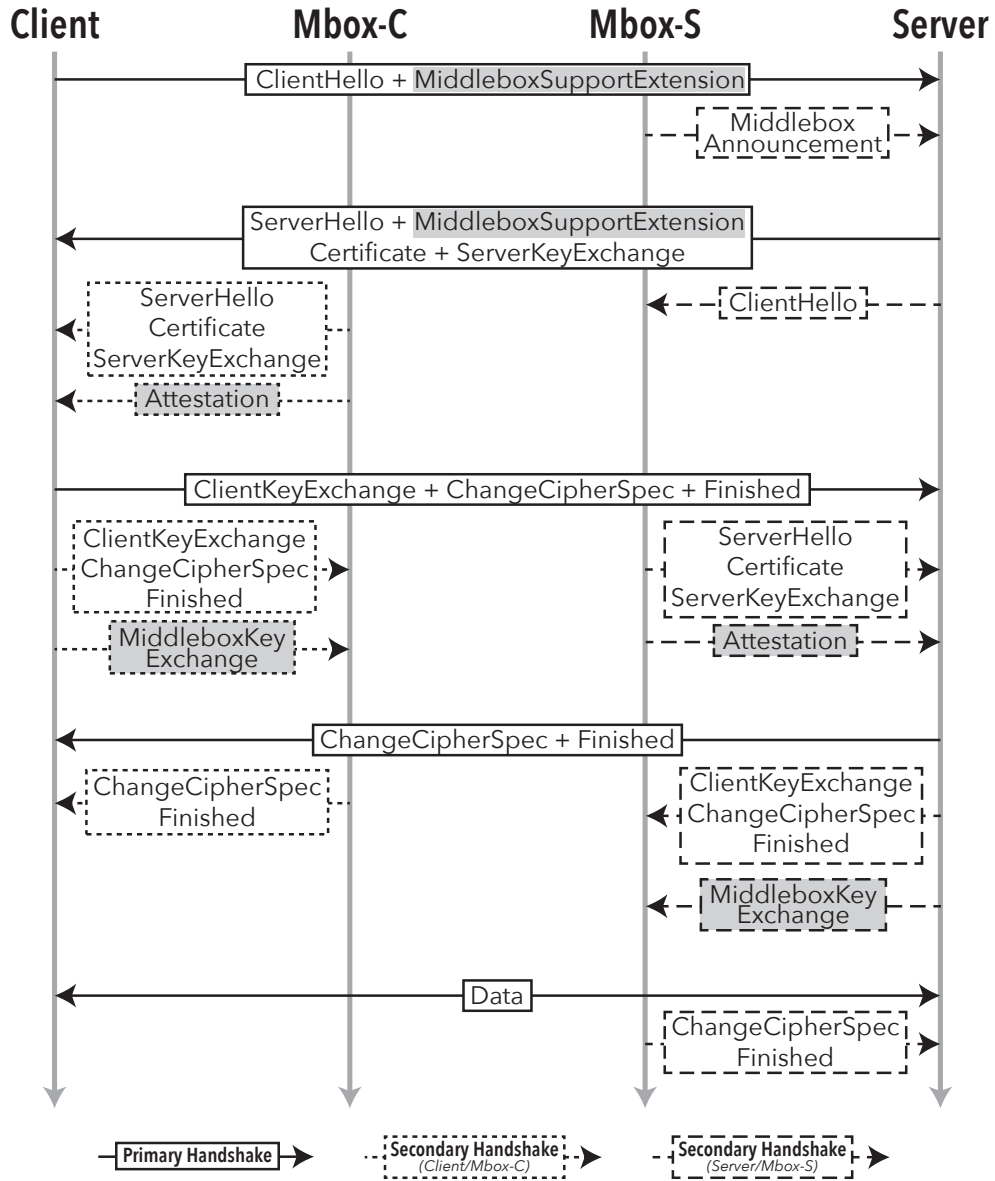 Client Mbox-C Mbox-S Server
ClientHello + MiddleboxSupportExtension
Middlebox
Announcement
ServerHello + MiddleboxSupportExtension
Certificate + ServerKeyExchange
ServerHello
Certificate
ServerKeyExchange
ClientHello
Attestation
ClientKeyExchange + ChangeCipherSpec + Finished
ClientKeyExchange
ChangeCipherSpec
Finished
ServerHello
Certificate
ServerKeyExchange
MiddleboxKey
Exchange
Attestation
ChangeCipherSpec + Finished
ChangeCipherSpec
Finished
ClientKeyExchange
ChangeCipherSpec
Finished
MiddleboxKey
Exchange
Data
ChangeCipherSpec
Finished
Primary Handshake
Secondary Handshake
(Client/Mbox-C)
Secondary Handshake
(Server/Mbox-S)